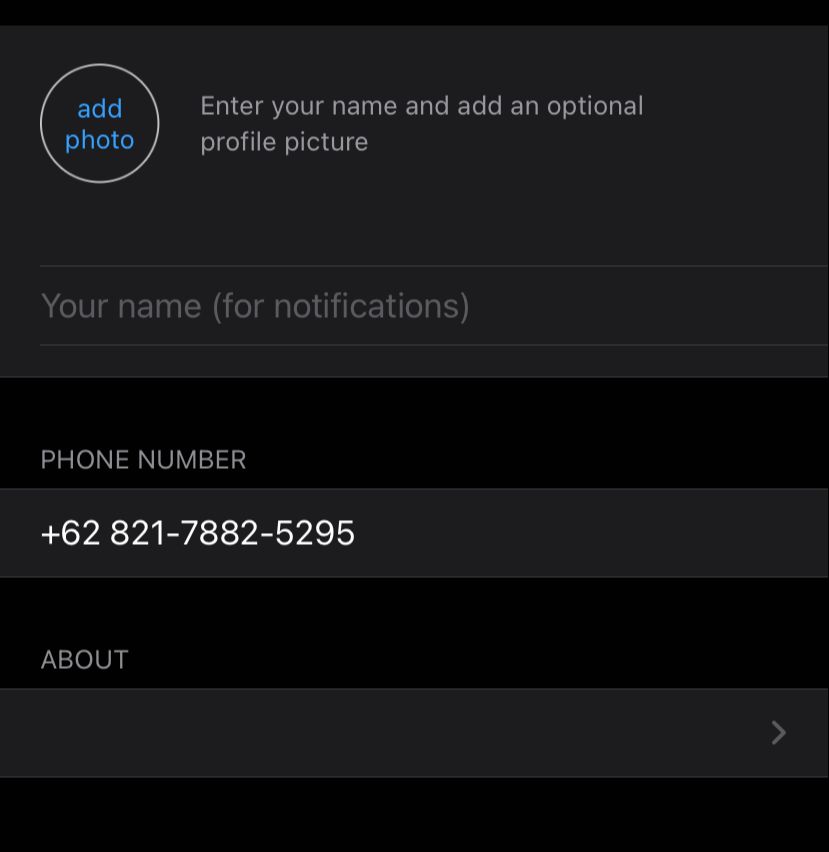 add
photo
Enter your name and add an optional
profile picture
Your name (for notifications)
PHONE NUMBER
+62 821-7882-5295
ABOUT